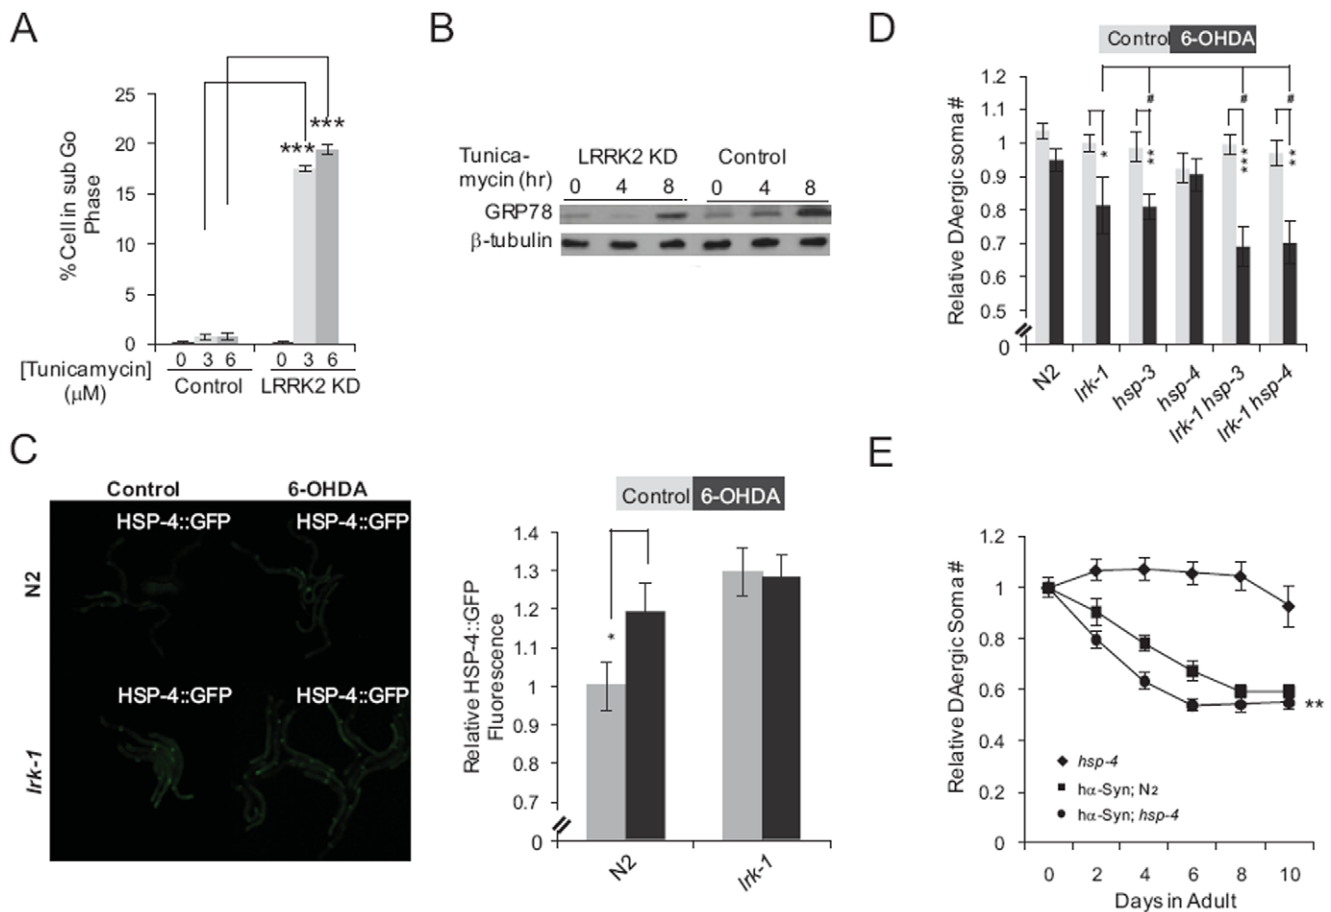 A
25
20
15
10
5
0
% Cell in sub Go
Phase
***
***
0 3 6 0 3 6
[Tunicamycin]
(μM)
Control LRRK2 KD
B
Tunica-
mycin (hr)
LRRK2 KD Control
0 4 8 0 4 8
GRP78
β-tubulin
C
Control 6-OHDA
HSP-4::GFP HSP-4::GFP
N2
HSP-4::GFP HSP-4::GFP
lrk-1
Control 6-OHDA
Relative HSP-4::GFP
Fluorescence
1.4
1.3
1.2
1.1
1
0.9
0.8
0.7
0
*
N2 lrk-1
D
Control 6-OHDA
Relative DAergic soma #
1.2
1.1
1
0.9
0.8
0.7
0.6
0.5
0
# # #
* ** *** **
N2 lrk-1 hsp-3 hsp-4 lrk-1 hsp-3 lrk-1 hsp-4
E
Relative DAergic Soma #
1.2
1
0.8
0.6
0.4
0.2
0
**
hsp-4
hα-Syn; N2
hα-Syn; hsp-4
0 2 4 6 8 10
Days in Adult